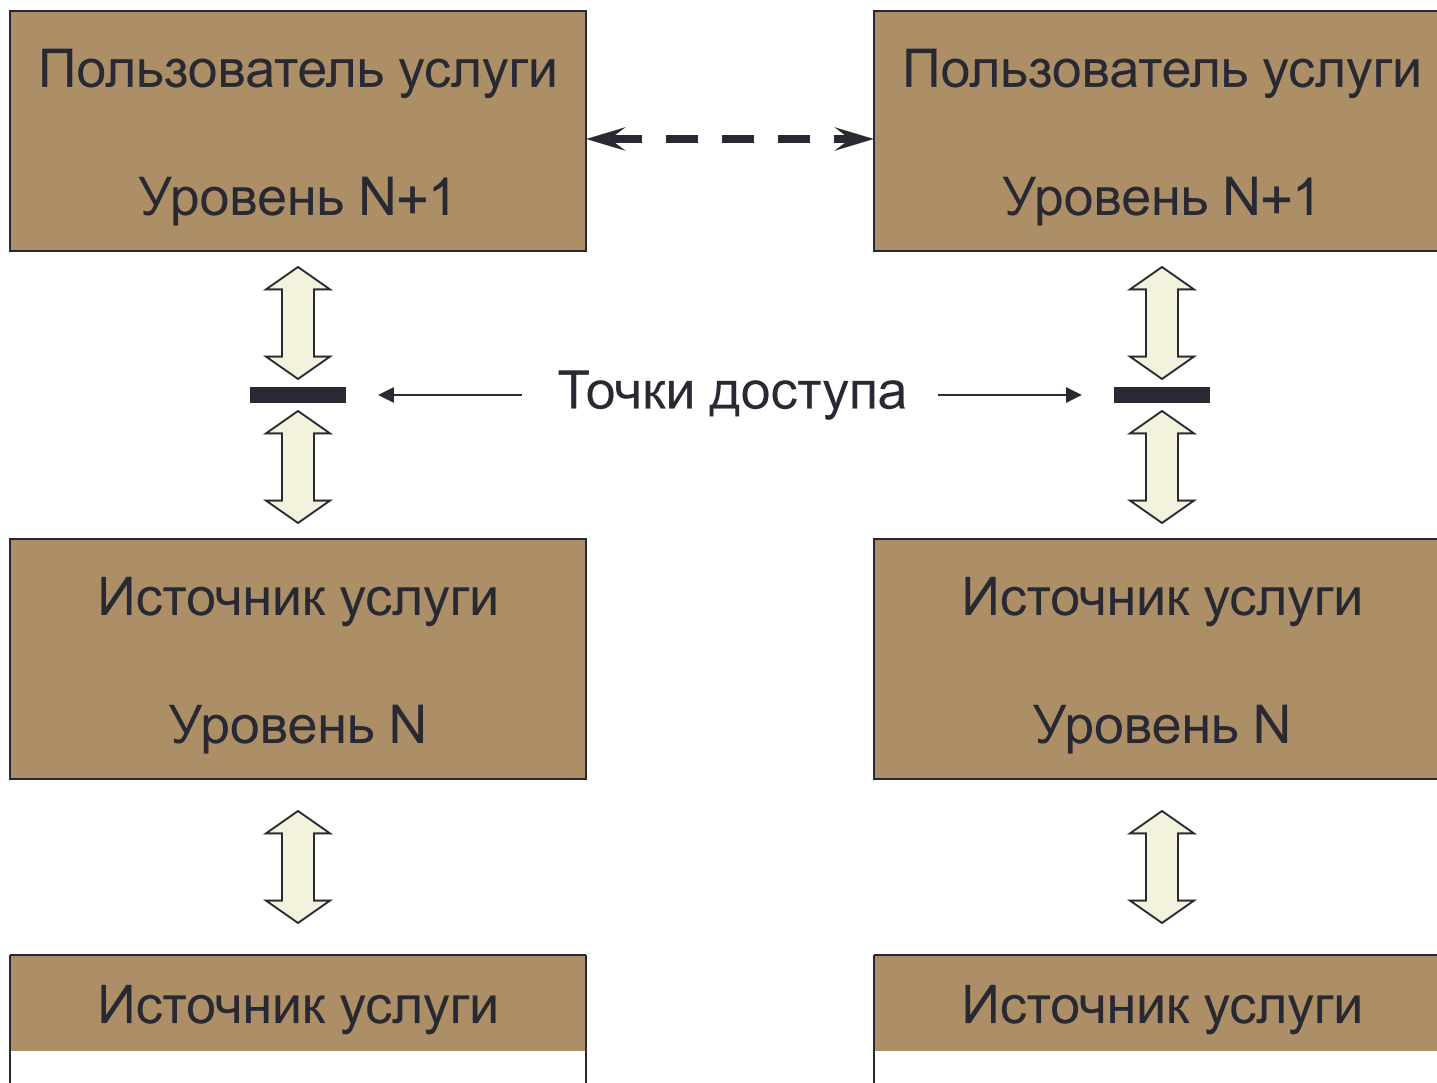 Пользователь услуги
Уровень N+1
Пользователь услуги
Уровень N+1
Точки доступа
Источник услуги
Уровень N
Источник услуги
Уровень N
Источник услуги
Источник услуги